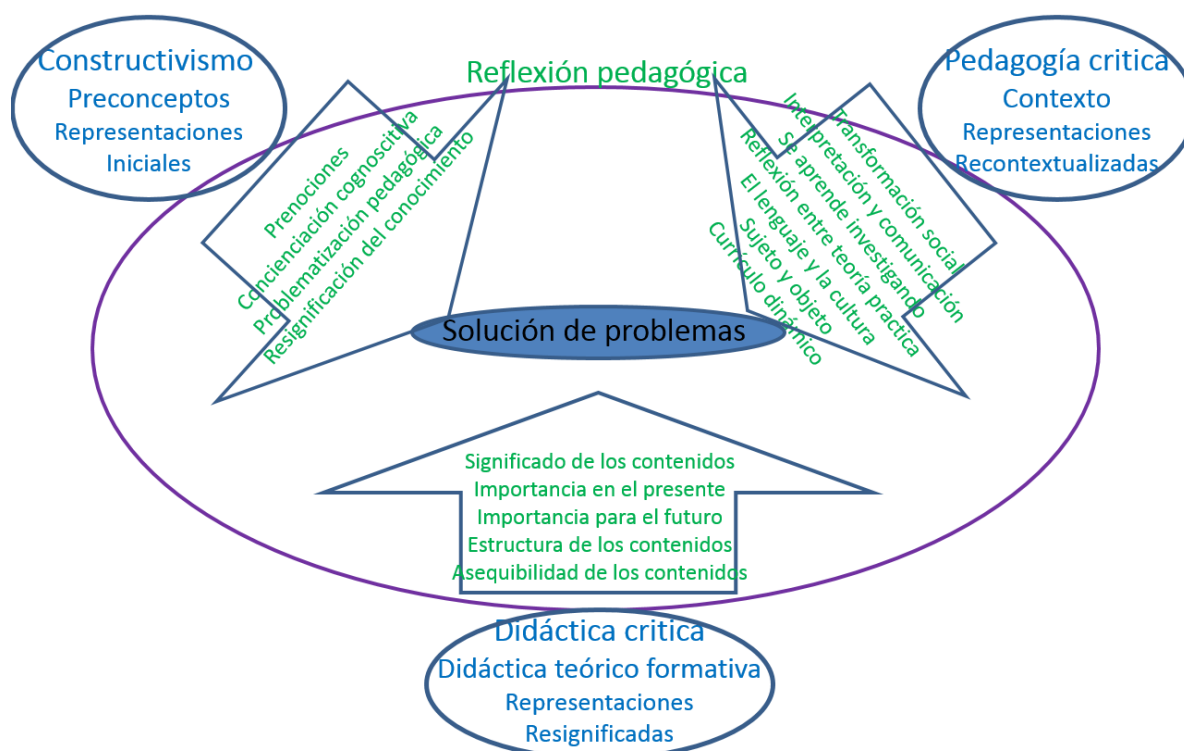 Constructivismo
Preconceptos
Representaciones
Iniciales
Reflexión pedagógica
Pedagogía critica
Contexto
Representaciones
Recontextualizadas
Prenociones
Concienciación cognoscitiva
Problematización pedagógica
Resignificación del conocimiento
Transformación social
Interpretación y comunicación
Se aprende investigando
Reflexión entre teoría practica
El lenguaje y la cultura
Sujeto y objeto
Currículo dinámico
Solución de problemas
Significado de los contenidos
Importancia en el presente
Importancia para el futuro
Estructura de los contenidos
Asequibilidad de los contenidos
Didáctica critica
Didáctica teórico formativa
Representaciones
Resignificadas